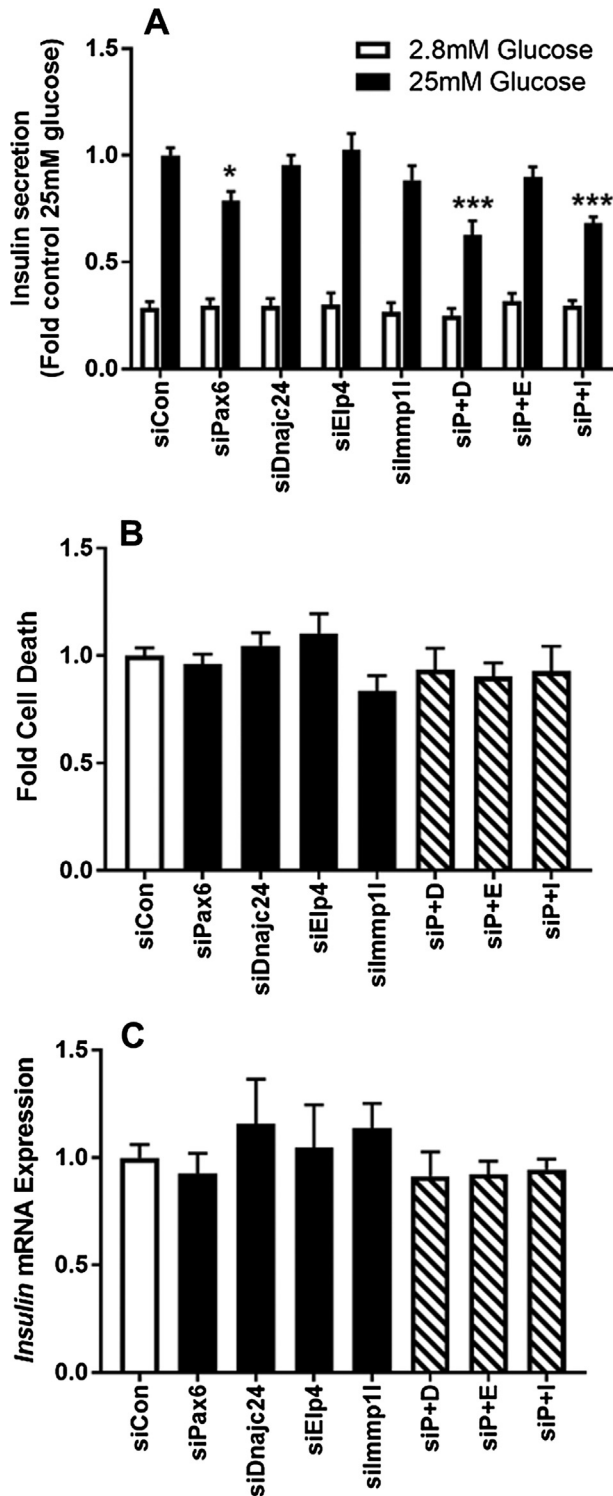 A
2.8mM Glucose
25mM Glucose
Insulin secretion
(Fold control 25mM glucose)
1.5
1.0
0.5
0.0
*
***
***
siCon
siPax6
siDnajc24
siElp4
siImmp1l
siP+D
siP+E
siP+I
B
Fold Cell Death
1.5
1.0
0.5
0.0
siCon
siPax6
siDnajc24
siElp4
siImmp1l
siP+D
siP+E
siP+I
C
Insulin mRNA Expression
1.5
1.0
0.5
0.0
siCon
siPax6
siDnajc24
siElp4
siImmp1l
siP+D
siP+E
siP+I